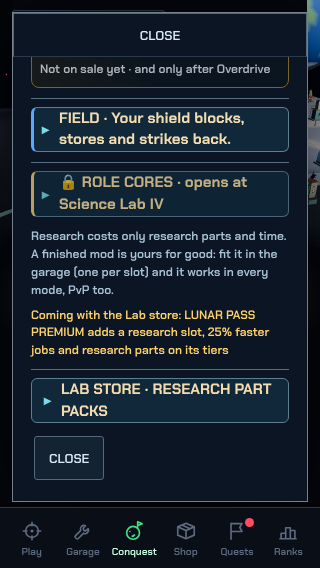 CLOSE
Not on sale yet · and only after Overdrive
► FIELD · Your shield blocks,
stores and strikes back.
► 🔒 ROLE CORES · opens at
Science Lab IV
Research costs only research parts and time.
A finished mod is yours for good: fit it in the
garage (one per slot) and it works in every
mode, PvP too.
Coming with the Lab store: LUNAR PASS
PREMIUM adds a research slot, 25% faster
jobs and research parts on its tiers
► LAB STORE · RESEARCH PART
PACKS
CLOSE
Play Garage Conquest Shop Quests Ranks